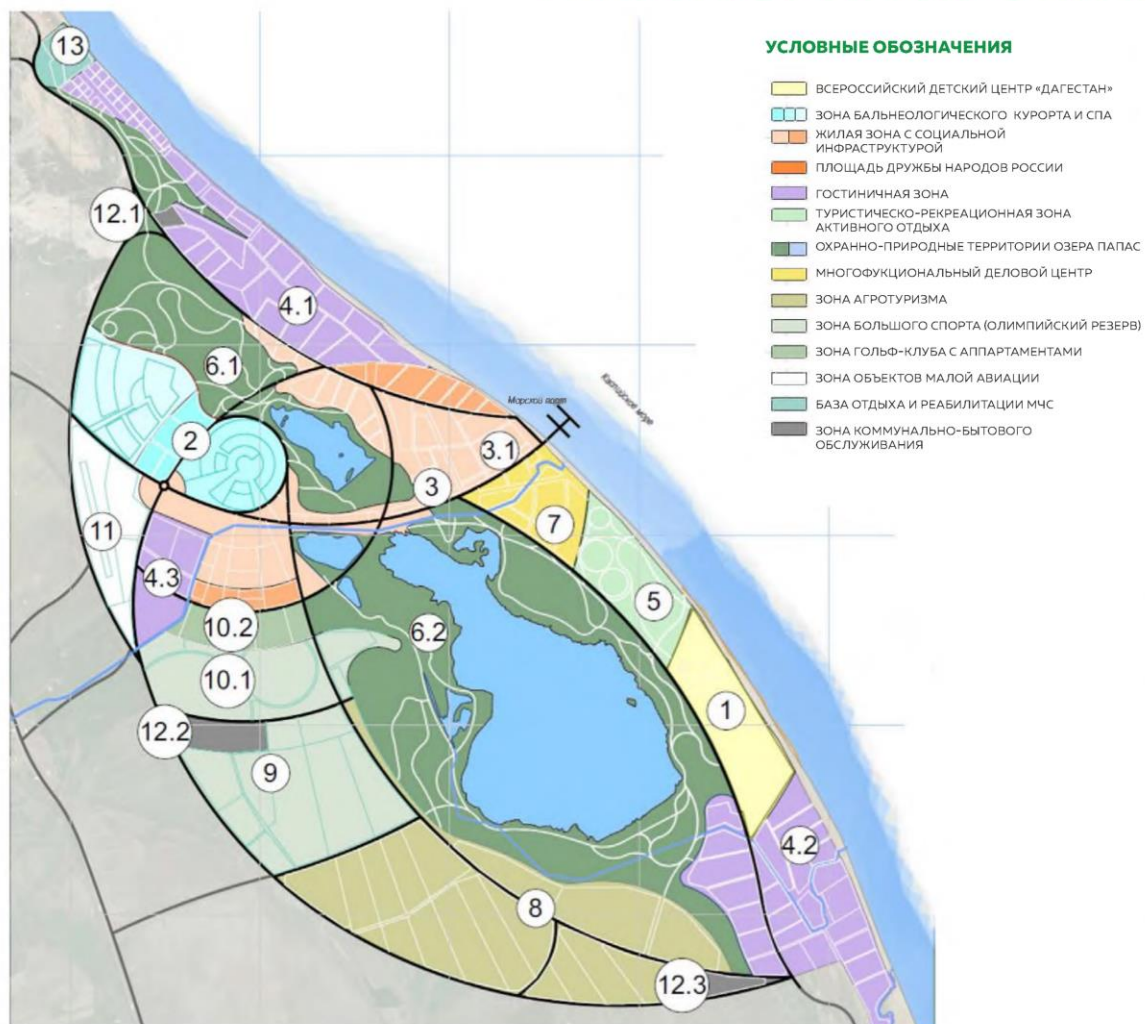 УСЛОВНЫЕ ОБОЗНАЧЕНИЯ
ВСЕРОССИЙСКИЙ ДЕТСКИЙ ЦЕНТР «ДАГЕСТАН»
ЗОНА БАЛЬНЕОЛОГИЧЕСКОГО КУРОРТА И СПА
ЖИЛАЯ ЗОНА С СОЦИАЛЬНОЙ
ИНФРАСТРУКТУРОЙ
ПЛОЩАДЬ ДРУЖБЫ НАРОДОВ РОССИИ
ГОСТИНИЧНАЯ ЗОНА
ТУРИСТИЧЕСКО-РЕКРЕАЦИОННАЯ ЗОНА
АКТИВНОГО ОТДЫХА
ОХРАННО-ПРИРОДНЫЕ ТЕРРИТОРИИ ОЗЕРА ПАПАС
МНОГОФУКЦИОНАЛЬНЫЙ ДЕЛОВОЙ ЦЕНТР
ЗОНА АГРОТУРИЗМА
ЗОНА БОЛЬШОГО СПОРТА (ОЛИМПИЙСКИЙ РЕЗЕРВ)
ЗОНА ГОЛЬФ-КЛУБА С АППАРТАМЕНТАМИ
ЗОНА ОБЪЕКТОВ МАЛОЙ АВИАЦИИ
БАЗА ОТДЫХА И РЕАБИЛИТАЦИИ МЧС
ЗОНА КОММУНАЛЬНО-БЫТОВОГО
ОБСЛУЖИВАНИЯ
13
12.1
4.1
6.1
Морской порт
Каспийское море
2
3.1
3
7
11
4.3
5
10.2
6.2
10.1
1
12.2
9
4.2
8
12.3